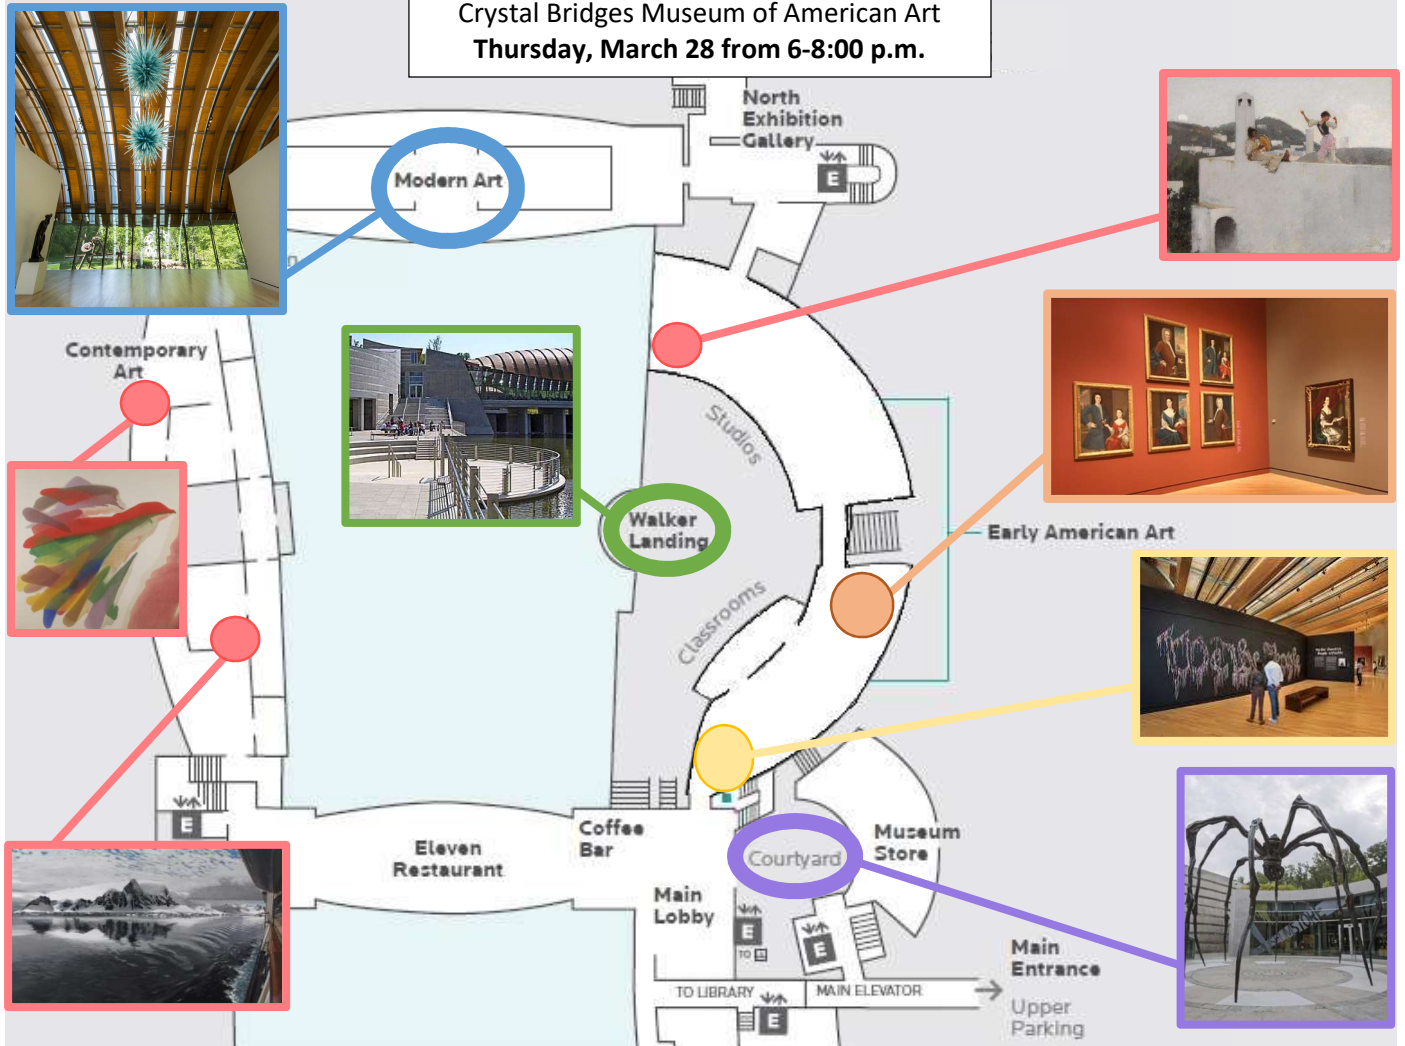 Crystal Bridges Museum of American Art
Thursday, March 28 from 6-8:00 p.m.
North
Exhibition
Gallery
E
Modern Art
Contemporary
Art
Studios
Walker
Landing
Early American Art
Classrooms
E
Eleven
Restaurant
Coffee
Bar
Courtyard
Museum
Store
Main
Lobby
E
TO
E
Main
Entrance
TO LIBRARY
MAIN ELEVATOR
E
Upper
Parking